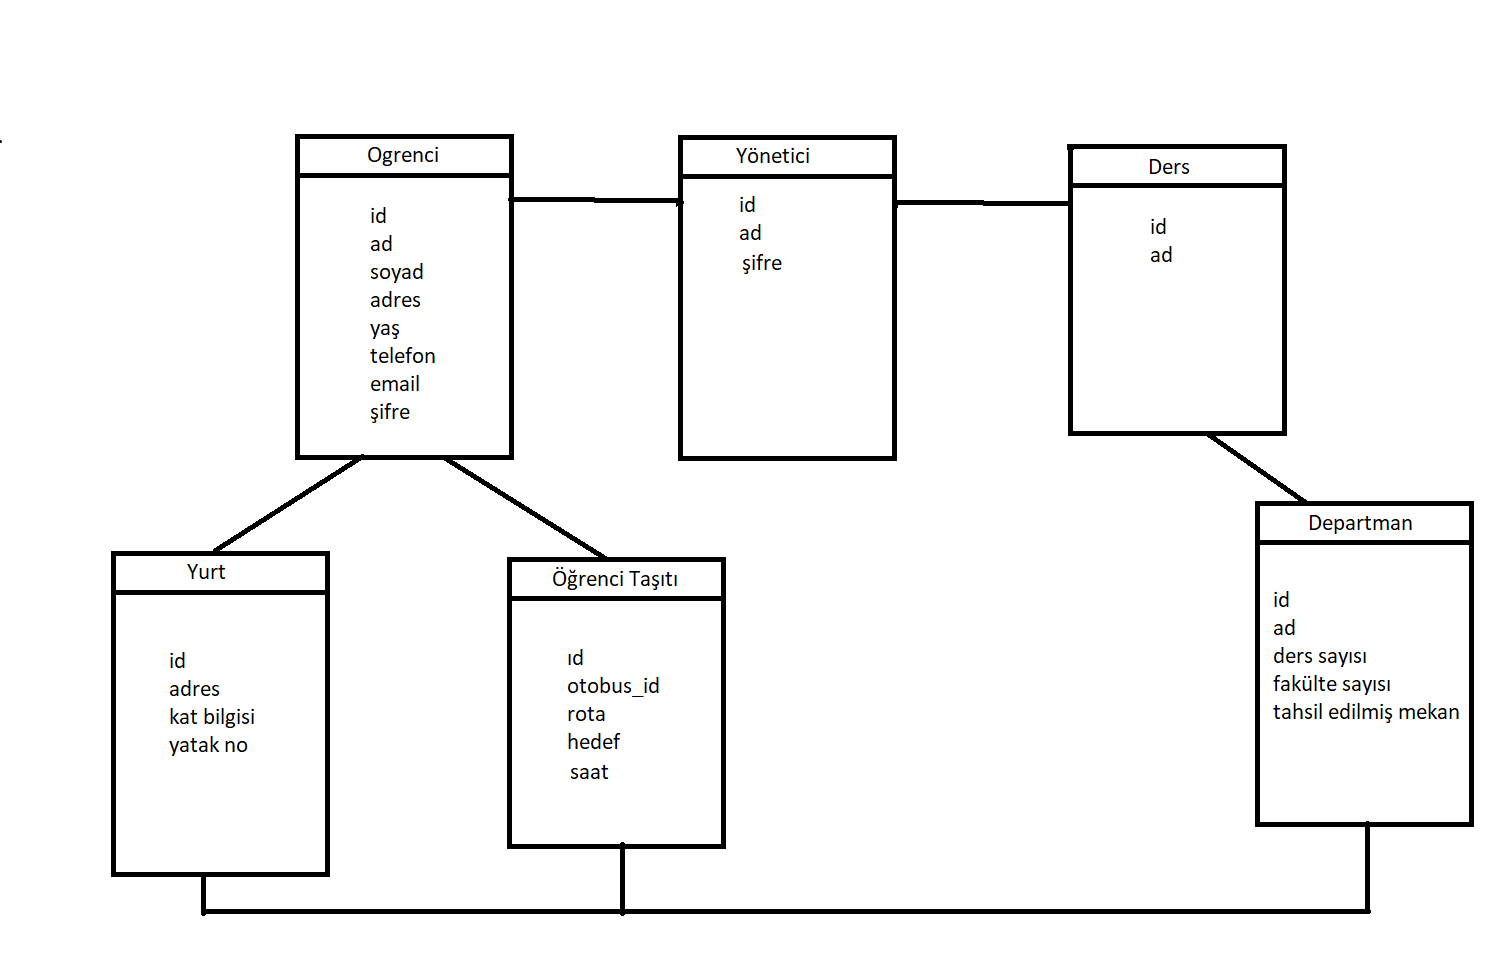 Ogrenci
id
ad
soyad
adres
yaş
telefon
email
şifre
Yönetici
id
ad
şifre
Ders
id
ad
Yurt
id
adres
kat bilgisi
yatak no
Öğrenci Taşıtı
ıd
otobus_id
rota
hedef
saat
Departman
id
ad
ders sayısı
fakülte sayısı
tahsil edilmiş mekan